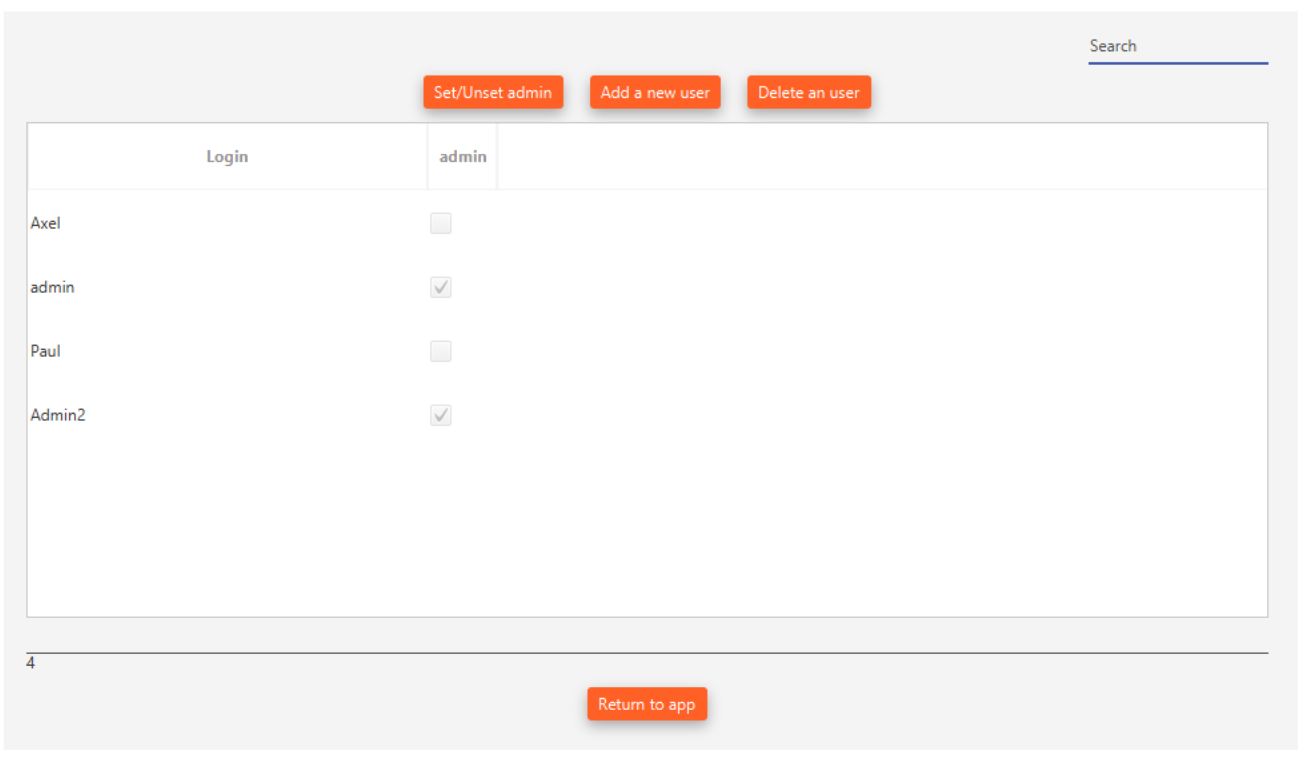 Search
Set/Unset admin Add a new user Delete an user
Login admin
Axel
admin
Paul
Admin2
4
Return to app